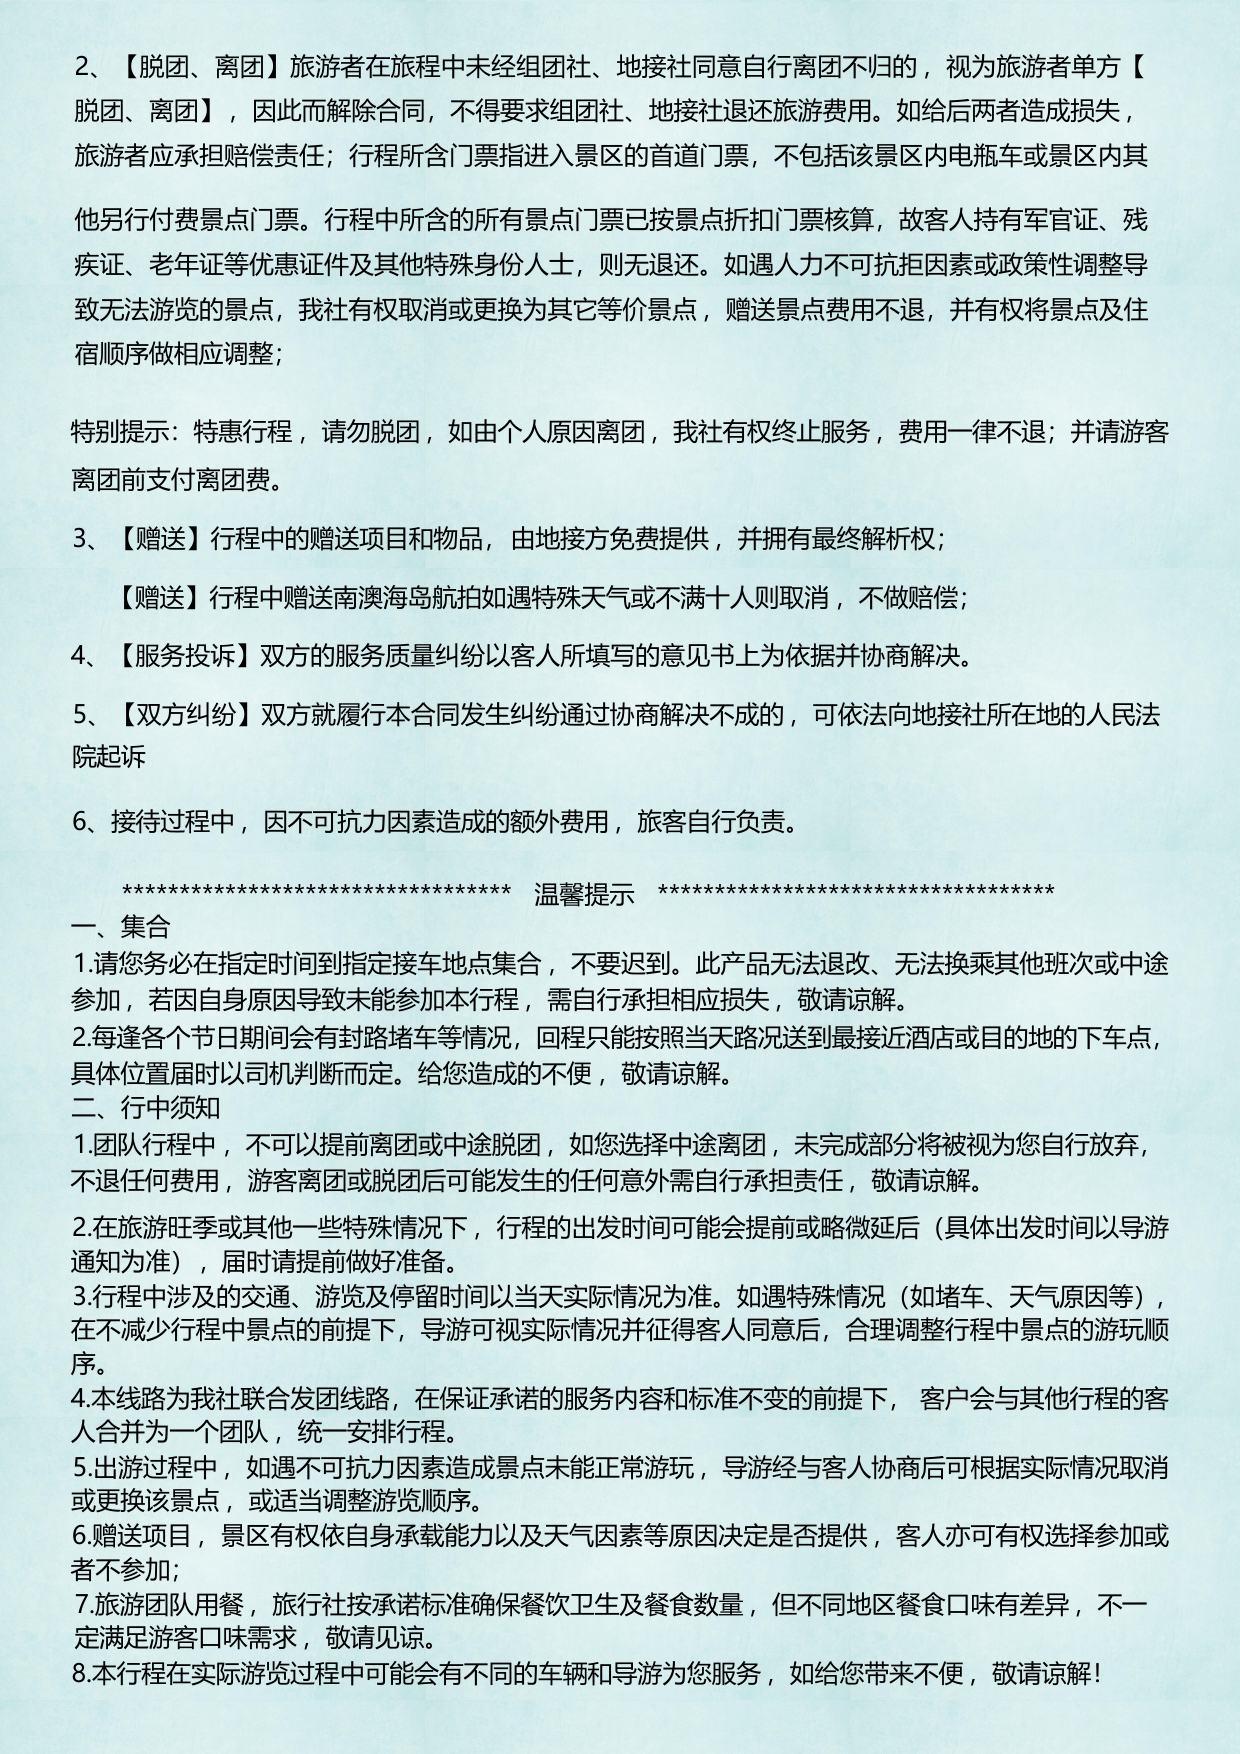 2、【脱团、离团】旅游者在旅程中未经组团社、地接社同意自行离团不归的，视为旅游者单方【
脱团、离团】，因此而解除合同，不得要求组团社、地接社退还旅游费用。如给后两者造成损失，
旅游者应承担赔偿责任；行程所含门票指进入景区的首道门票，不包括该景区内电瓶车或景区内其
他另行付费景点门票。行程中所含的所有景点门票已按景点折扣门票核算，故客人持有军官证、残
疾证、老年证等优惠证件及其他特殊身份人士，则无退还。如遇人力不可抗拒因素或政策性调整导
致无法游览的景点，我社有权取消或更换为其它等价景点，赠送景点费用不退，并有权将景点及住
宿顺序做相应调整；
特别提示：特惠行程，请勿脱团，如由个人原因离团，我社有权终止服务，费用一律不退；并请游客
离团前支付离团费。
3、【赠送】行程中的赠送项目和物品，由地接方免费提供，并拥有最终解析权；
【赠送】行程中赠送南澳海岛航拍如遇特殊天气或不满十人则取消，不做赔偿；
4、【服务投诉】双方的服务质量纠纷以客人所填写的意见书上为依据并协商解决。
5、【双方纠纷】双方就履行本合同发生纠纷通过协商解决不成的，可依法向地接社所在地的人民法
院起诉
6、接待过程中，因不可抗力因素造成的额外费用，旅客自行负责。
********************************* 温馨提示 **********************************
一、集合
1.请您务必在指定时间到指定接车地点集合，不要迟到。此产品无法退改、无法换乘其他班次或中途
参加，若因自身原因导致未能参加本行程，需自行承担相应损失，敬请谅解。
2.每逢各个节日期间会有封路堵车等情况，回程只能按照当天路况送到最接近酒店或目的地的下车点，
具体位置届时以司机判断而定。给您造成的不便，敬请谅解。
二、行中须知
1.团队行程中，不可以提前离团或中途脱团，如您选择中途离团，未完成部分将被视为您自行放弃，
不退任何费用，游客离团或脱团后可能发生的任何意外需自行承担责任，敬请谅解。
2.在旅游旺季或其他一些特殊情况下，行程的出发时间可能会提前或略微延后（具体出发时间以导游
通知为准），届时请提前做好准备。
3.行程中涉及的交通、游览及停留时间以当天实际情况为准。如遇特殊情况（如堵车、天气原因等），
在不减少行程中景点的前提下，导游可视实际情况并征得客人同意后，合理调整行程中景点的游玩顺
序。
4.本线路为我社联合发团线路，在保证承诺的服务内容和标准不变的前提下，客户会与其他行程的客
人合并为一个团队，统一安排行程。
5.出游过程中，如遇不可抗力因素造成景点未能正常游玩，导游经与客人协商后可根据实际情况取消
或更换该景点，或适当调整游览顺序。
6.赠送项目，景区有权依自身承载能力以及天气因素等原因决定是否提供，客人亦可有权选择参加或
者不参加；
7.旅游团队用餐，旅行社按承诺标准确保餐饮卫生及餐食数量，但不同地区餐食口味有差异，不一
定满足游客口味需求，敬请见谅。
8.本行程在实际游览过程中可能会有不同的车辆和导游为您服务，如给您带来不便，敬请谅解！